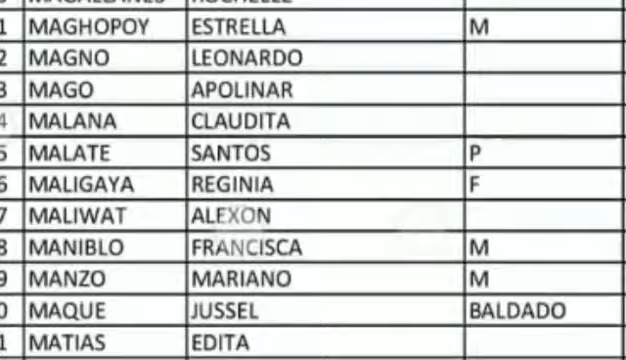 1 MAGHOPOY ESTRELLA M
2 MAGNO LEONARDO
3 MAGO APOLINAR
4 MALANA CLAUDITA
5 MALATE SANTOS P
6 MALIGAYA REGINIA F
7 MALIWAT ALEXON
8 MANIBLO FRANCISCA M
9 MANZO MARIANO M
0 MAQUE JUSSEL BALDADO
1 MATIAS EDITA